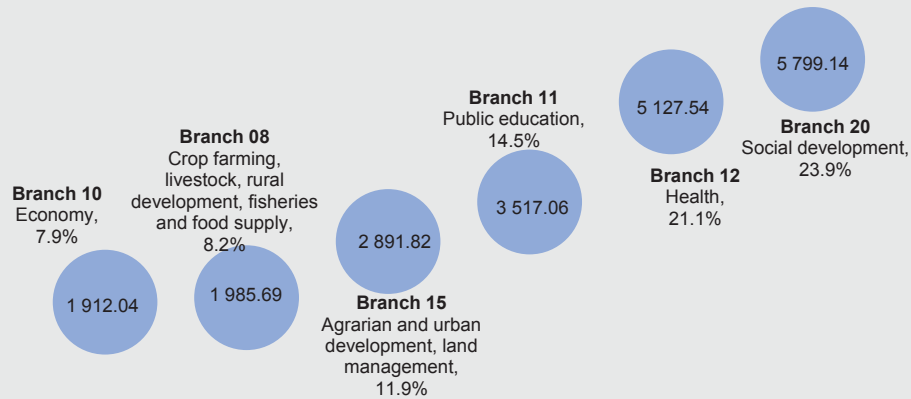 Branch 10
Economy,
7.9%
1 912.04
Branch 08
Crop farming,
livestock, rural
development, fisheries
and food supply,
8.2%
1 985.69
2 891.82
Branch 15
Agrarian and urban
development, land
management,
11.9%
Branch 11
Public education,
14.5%
3 517.06
5 127.54
Branch 12
Health,
21.1%
5 799.14
Branch 20
Social development,
23.9%